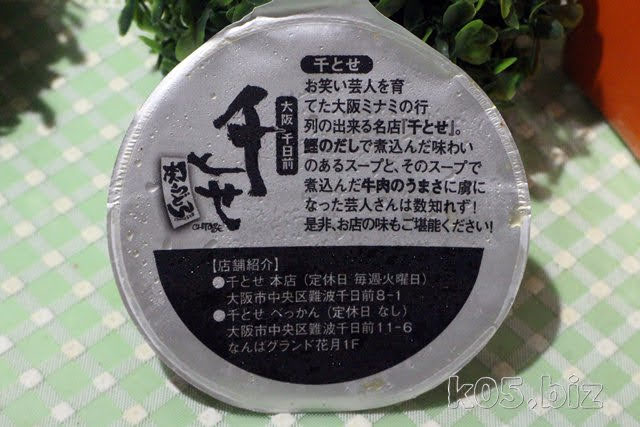 千とせ
お笑い芸人を育
てた大阪ミナミの行
列の出来る名店『千とせ』。
鰹のだしで煮込んだ味わい
のあるスープと、そのスープで
煮込んだ牛肉のうまさに虜に
なった芸人さんは数知れず!
是非、お店の味もご堪能ください!
大阪 千日前
千とせ
肉うどん
【店舗紹介】
●千とせ 本店(定休日 毎週火曜日)
大阪市中央区難波千日前8-1
●千とせ べっかん(定休日 なし)
大阪市中央区難波千日前11-6
なんばグランド花月1F
k05.biz